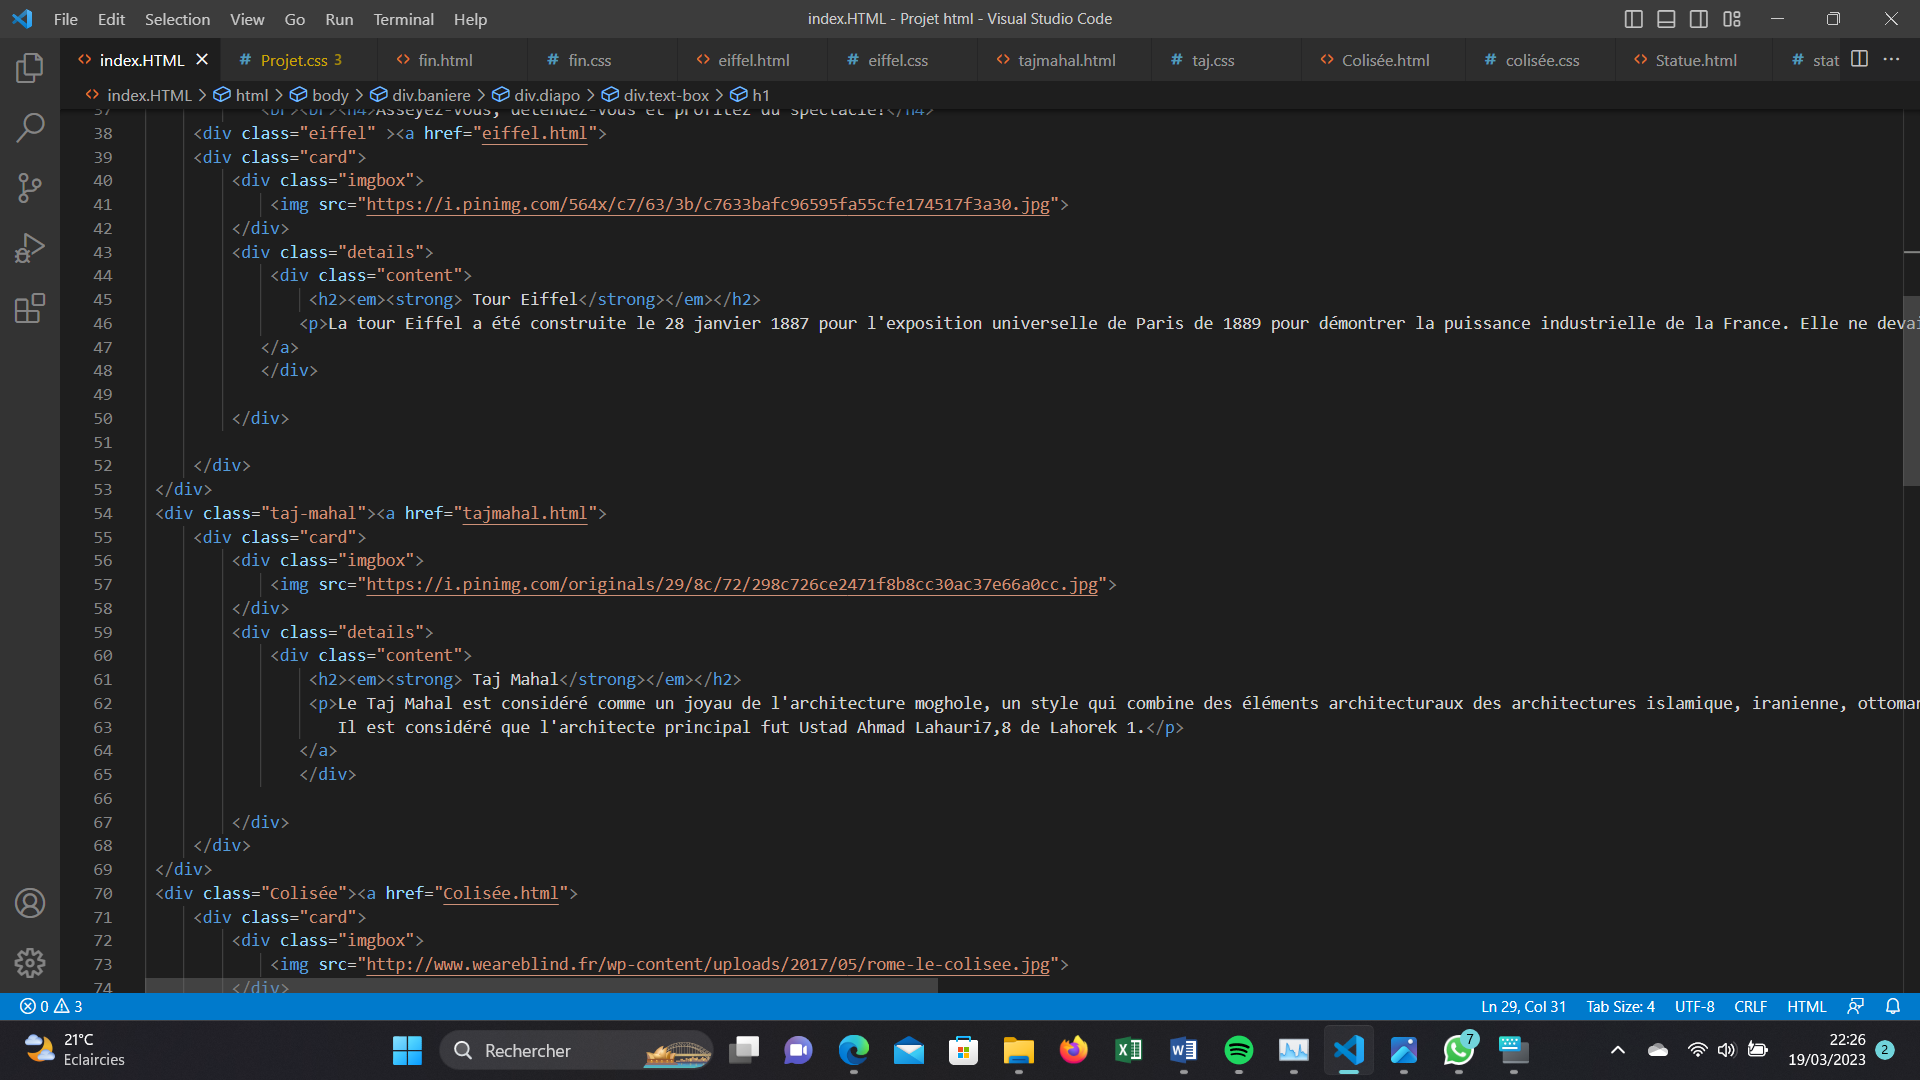 File Edit Selection View Go Run Terminal Help index.HTML - Projet html - Visual Studio Code
index.HTML Projet.css 3 fin.html fin.css eiffel.html eiffel.css tajmahal.html taj.css Colisée.html colisée.css Statue.html stat
index.HTML > html > body > div.baniere > div.diapo > div.text-box > h1
37 <br><br><h4>Asseyez-vous, détendez-vous et profitez du spectacle!</h4>
38 <div class="eiffel" ><a href="eiffel.html">
39 <div class="card">
40 <div class="imgbox">
41 <img src="https://i.pinimg.com/564x/c7/63/3b/c7633bafc96595fa55cfe174517f3a30.jpg">
42 </div>
43 <div class="details">
44 <div class="content">
45 <h2><em><strong> Tour Eiffel</strong></em></h2>
46 <p>La tour Eiffel a été construite le 28 janvier 1887 pour l'exposition universelle de Paris de 1889 pour démontrer la puissance industrielle de la France. Elle ne devai
47 </a>
48 </div>
49
50 </div>
51
52 </div>
53 </div>
54 <div class="taj-mahal"><a href="tajmahal.html">
55 <div class="card">
56 <div class="imgbox">
57 <img src="https://i.pinimg.com/originals/29/8c/72/298c726ce2471f8b8cc30ac37e66a0cc.jpg">
58 </div>
59 <div class="details">
60 <div class="content">
61 <h2><em><strong> Taj Mahal</strong></em></h2>
62 <p>Le Taj Mahal est considéré comme un joyau de l'architecture moghole, un style qui combine des éléments architecturaux des architectures islamique, iranienne, ottoman
63 Il est considéré que l'architecte principal fut Ustad Ahmad Lahauri7,8 de Lahorek 1.</p>
64 </a>
65 </div>
66
67 </div>
68 </div>
69 </div>
70 <div class="Colisée"><a href="Colisée.html">
71 <div class="card">
72 <div class="imgbox">
73 <img src="http://www.weareblind.fr/wp-content/uploads/2017/05/rome-le-colisee.jpg">
74 </div>
0 3 Ln 29, Col 31 Tab Size: 4 UTF-8 CRLF HTML
21°C
Eclaircies
Rechercher
7
22:26
19/03/2023
2